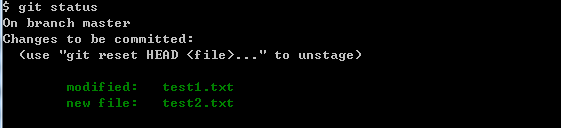 $ git status
On branch master
Changes to be committed:
  (use "git reset HEAD <file>..." to unstage)
        modified:   test1.txt
        new file:   test2.txt